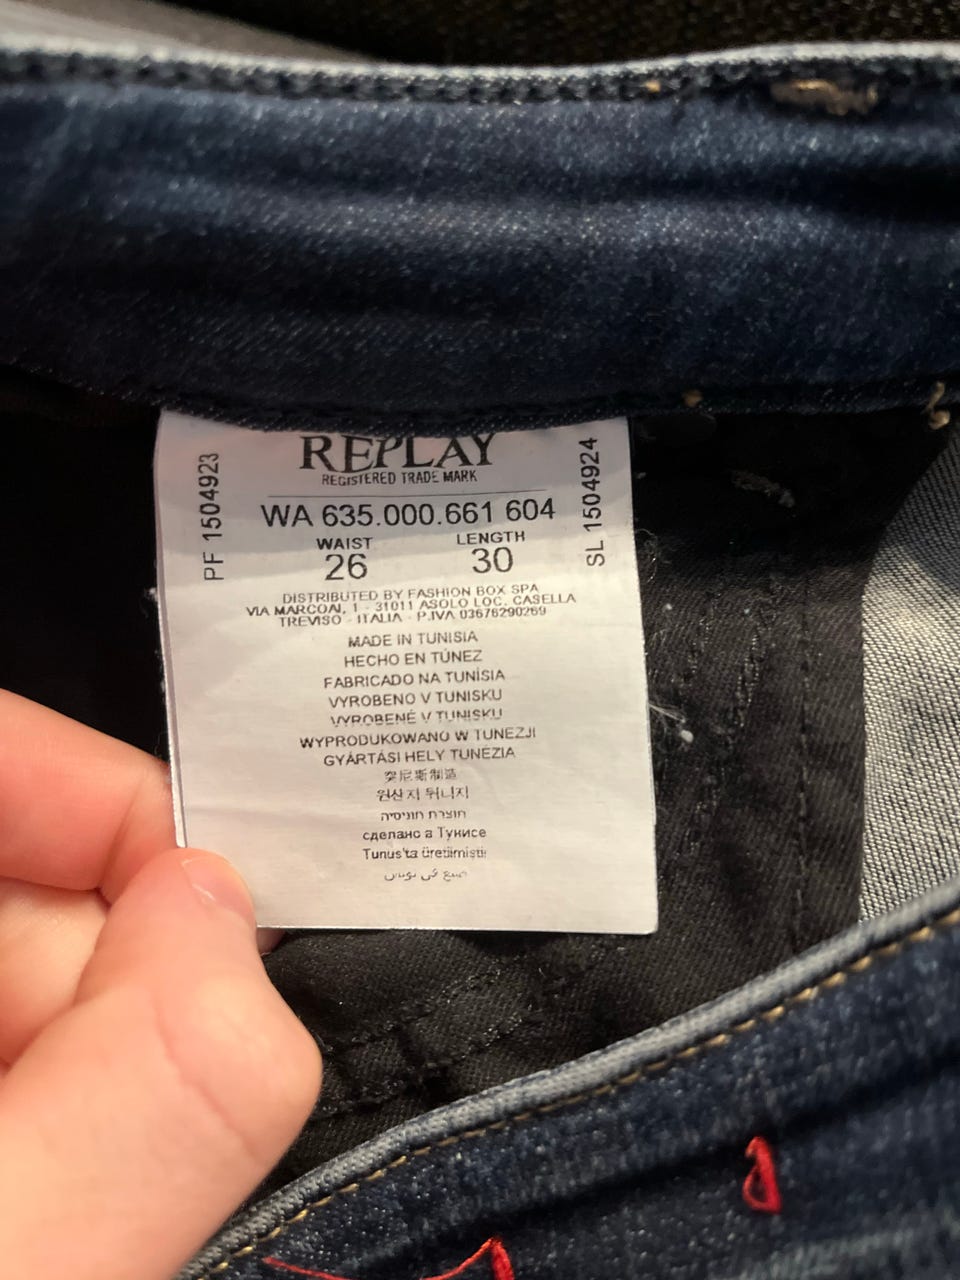 REPLAY
REGISTERED TRADE MARK
PF 1504923
SL 1504924
WA 635.000.661 604
WAIST LENGTH
26 30
DISTRIBUTED BY FASHION BOX SPA
VIA MARCONI, 1 - 31011 ASOLO LOC. CASELLA
TREVISO - ITALIA - P.IVA 03676290269
MADE IN TUNISIA
HECHO EN TÚNEZ
FABRICADO NA TUNÍSIA
VYROBENO V TUNISKU
VYROBENÉ V TUNISKU
WYPRODUKOWANO W TUNEZJI
GYÁRTÁSI HELY TUNÉZIA
突尼斯制造
원산지 튀니지
תוצרת תוניסיה
сделано в Тунисе
Tunus'ta üretilmiştir
صنع في تونس